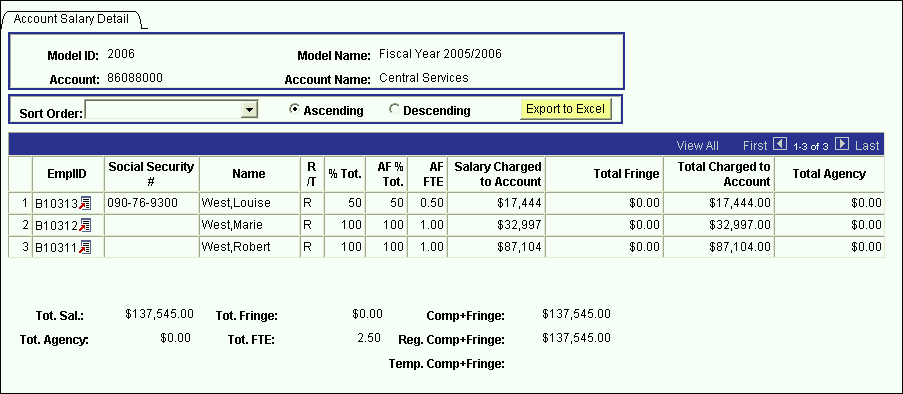 Account Salary Detail
Model ID: 2006 Model Name: Fiscal Year 2005/2006
Account: 86088000 Account Name: Central Services
Sort Order: Ascending Descending Export to Excel
View All First 1-3 of 3 Last
EmplID Social Security # Name R /T % Tot. AF % Tot. AF FTE Salary Charged to Account Total Fringe Total Charged to Account Total Agency
1 B10313 090-76-9300 West,Louise R 50 50 0.50 $17,444 $0.00 $17,444.00 $0.00
2 B10312 West,Marie R 100 100 1.00 $32,997 $0.00 $32,997.00 $0.00
3 B10311 West,Robert R 100 100 1.00 $87,104 $0.00 $87,104.00 $0.00
Tot. Sal.: $137,545.00 Tot. Fringe: $0.00 Comp+Fringe: $137,545.00
Tot. Agency: $0.00 Tot. FTE: 2.50 Reg. Comp+Fringe: $137,545.00
Temp. Comp+Fringe: